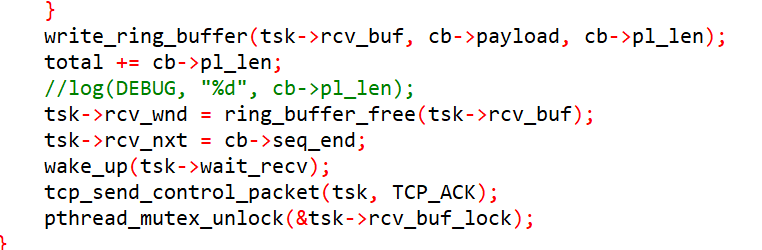 }
write_ring_buffer(tsk->rcv_buf, cb->payload, cb->pl_len);
total += cb->pl_len;
//log(DEBUG, "%d", cb->pl_len);
tsk->rcv_wnd = ring_buffer_free(tsk->rcv_buf);
tsk->rcv_nxt = cb->seq_end;
wake_up(tsk->wait_recv);
tcp_send_control_packet(tsk, TCP_ACK);
pthread_mutex_unlock(&tsk->rcv_buf_lock);
}